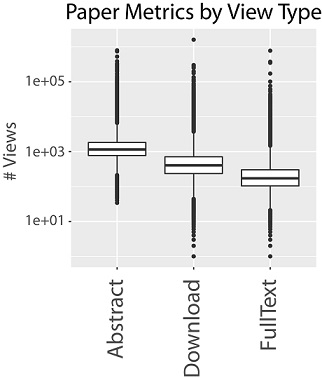 Paper Metrics by View Type
# Views
1e+05
1e+03
1e+01
Abstract
Download
FullText